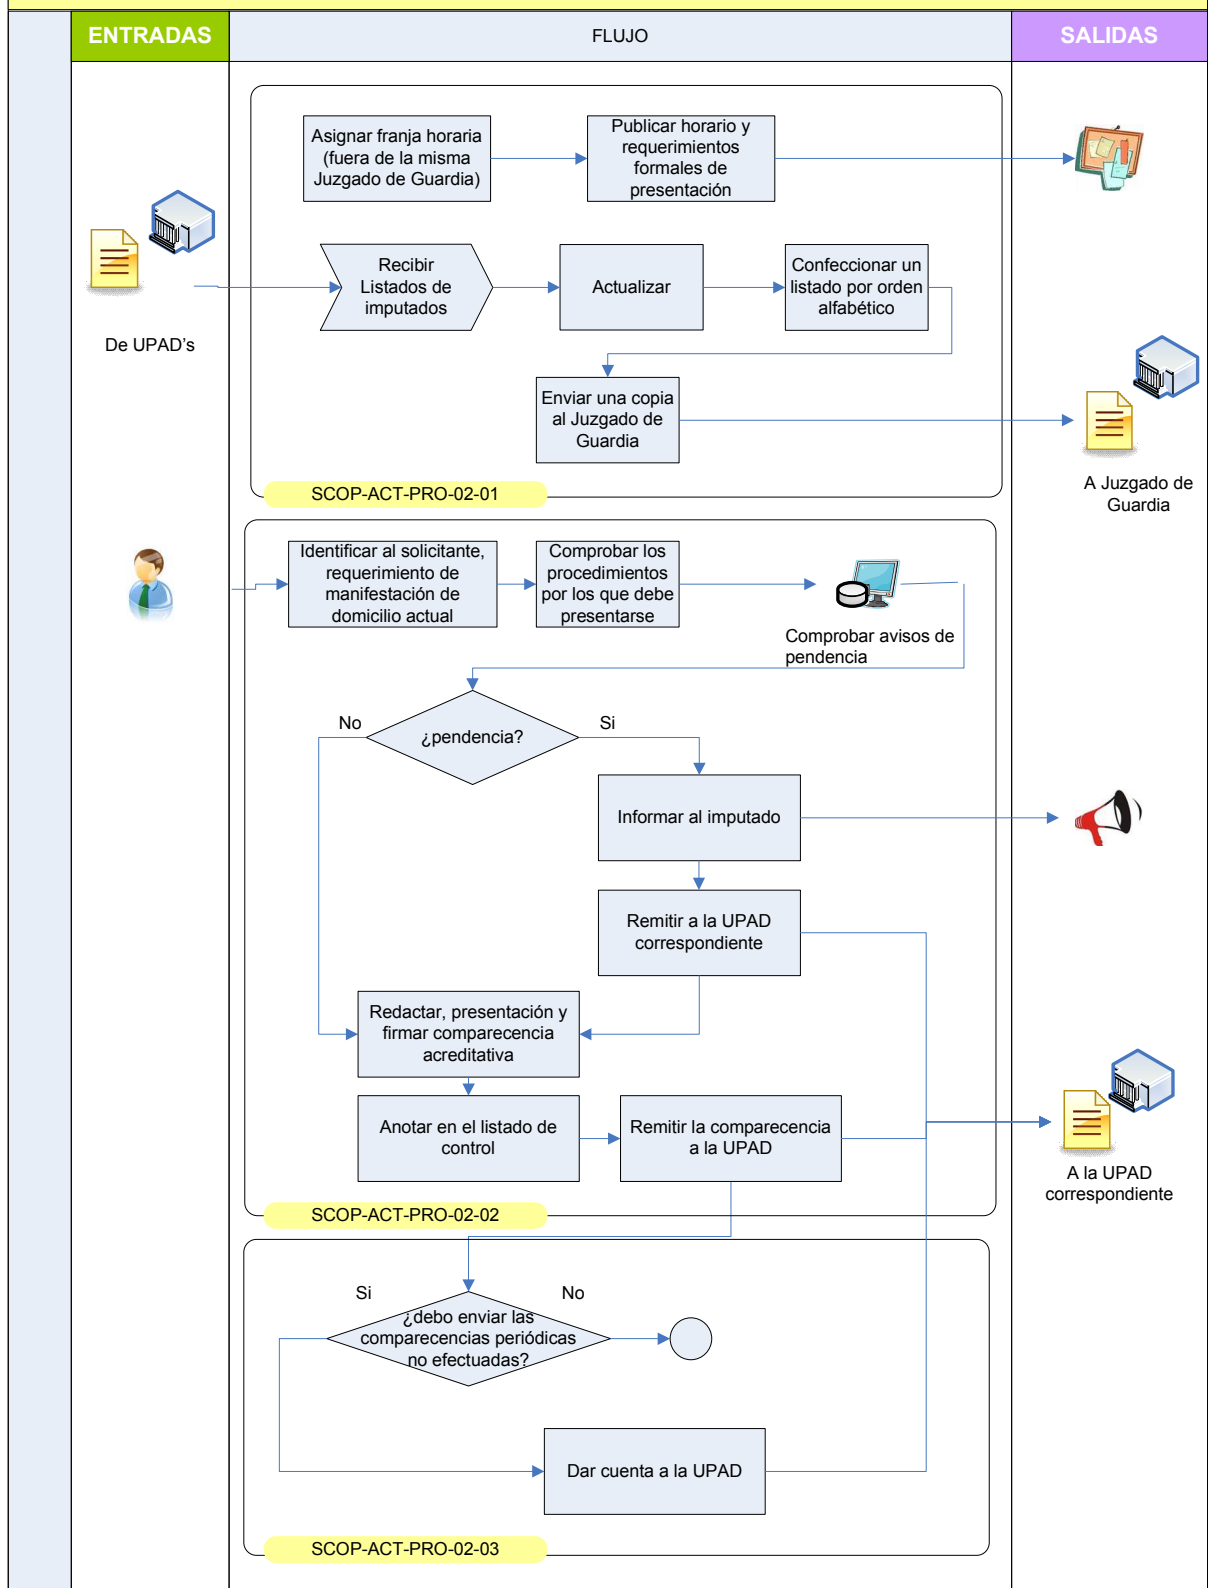 ENTRADAS
FLUJO
SALIDAS
Asignar franja horaria
(fuera de la misma
Juzgado de Guardia)
Publicar horario y
requerimientos
formales de
presentación
Recibir
Listados de
imputados
Actualizar
Confeccionar un
listado por orden
alfabético
De UPAD's
Enviar una copia
al Juzgado de
Guardia
A Juzgado de
Guardia
SCOP-ACT-PRO-02-01
Identificar al solicitante,
requerimiento de
manifestación de
domicilio actual
Comprobar los
procedimientos
por los que debe
presentarse
Comprobar avisos de
pendencia
No
¿pendencia?
Si
Informar al imputado
Remitir a la UPAD
correspondiente
Redactar, presentación y
firmar comparecencia
acreditativa
Anotar en el listado de
control
Remitir la comparecencia
a la UPAD
A la UPAD
correspondiente
SCOP-ACT-PRO-02-02
Si
No
¿debo enviar las
comparecencias periódicas
no efectuadas?
Dar cuenta a la UPAD
SCOP-ACT-PRO-02-03